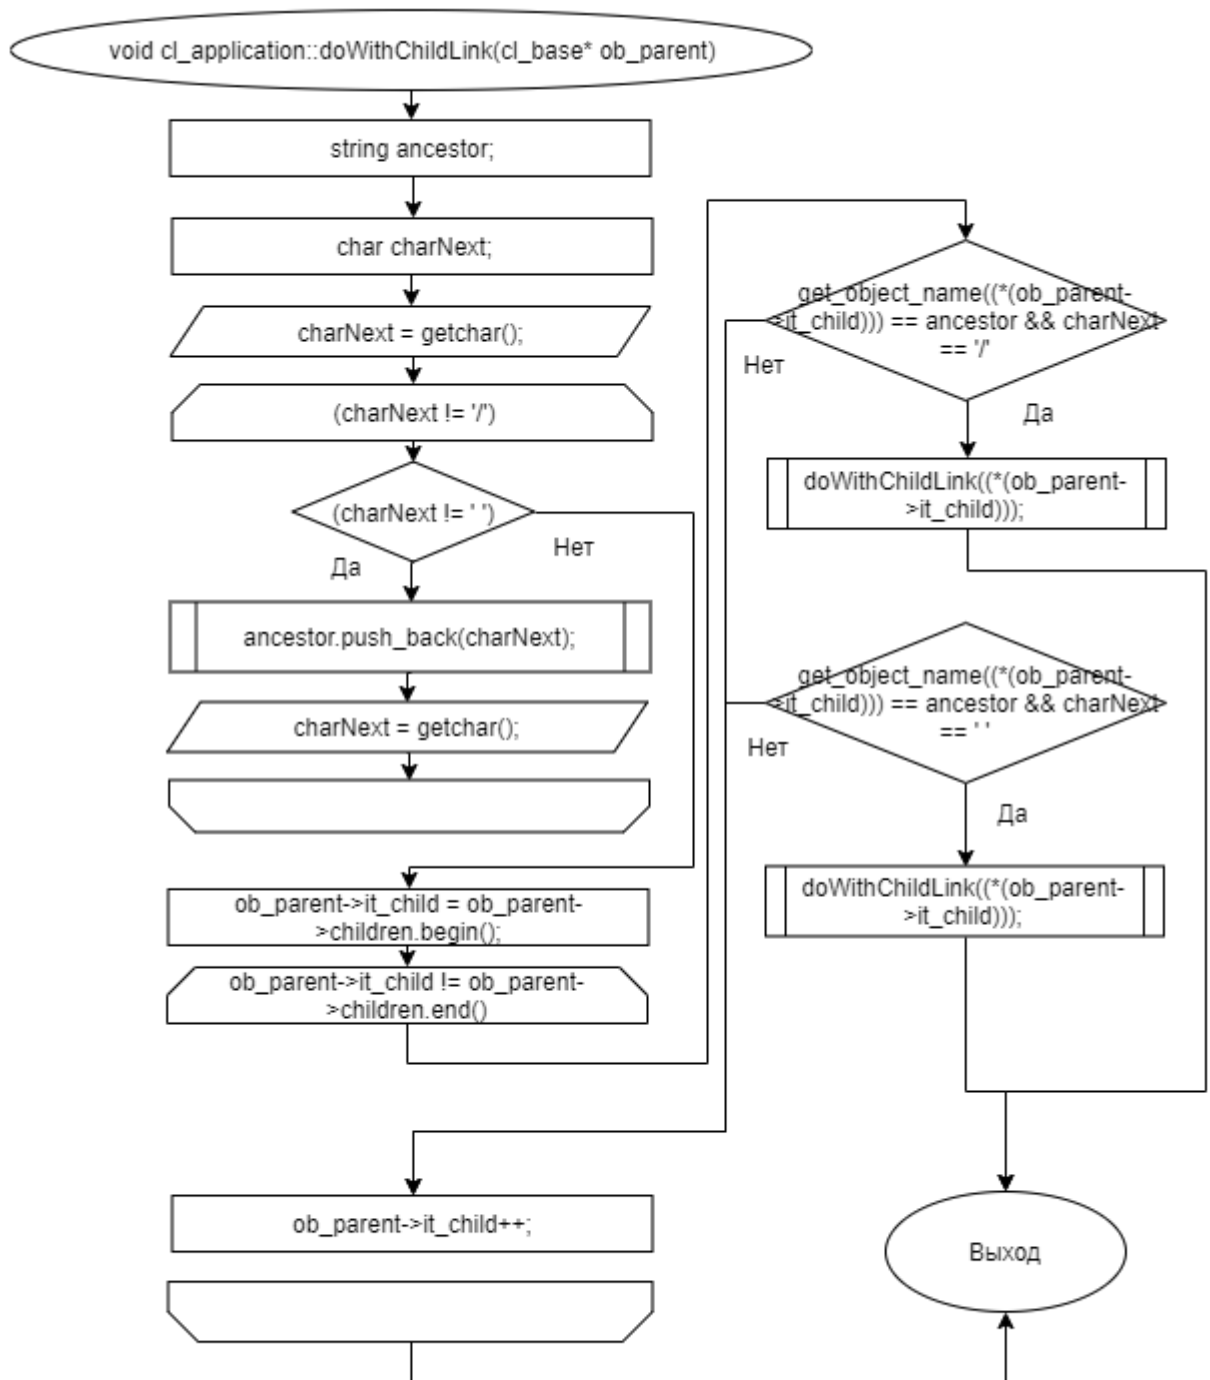 void cl_application::doWithChildLink(cl_base* ob_parent)
string ancestor;
char charNext;
charNext = getchar();
(charNext != '/')
(charNext != ' ')
Нет
Да
ancestor.push_back(charNext);
charNext = getchar();
ob_parent->it_child = ob_parent-
>children.begin();
ob_parent->it_child != ob_parent-
>children.end()
get_object_name((*(ob_parent-
>it_child))) == ancestor && charNext
== '/'
Нет
Да
doWithChildLink((*(ob_parent-
>it_child)));
get_object_name((*(ob_parent-
>it_child))) == ancestor && charNext
== ' '
Нет
Да
doWithChildLink((*(ob_parent-
>it_child)));
ob_parent->it_child++;
Выход